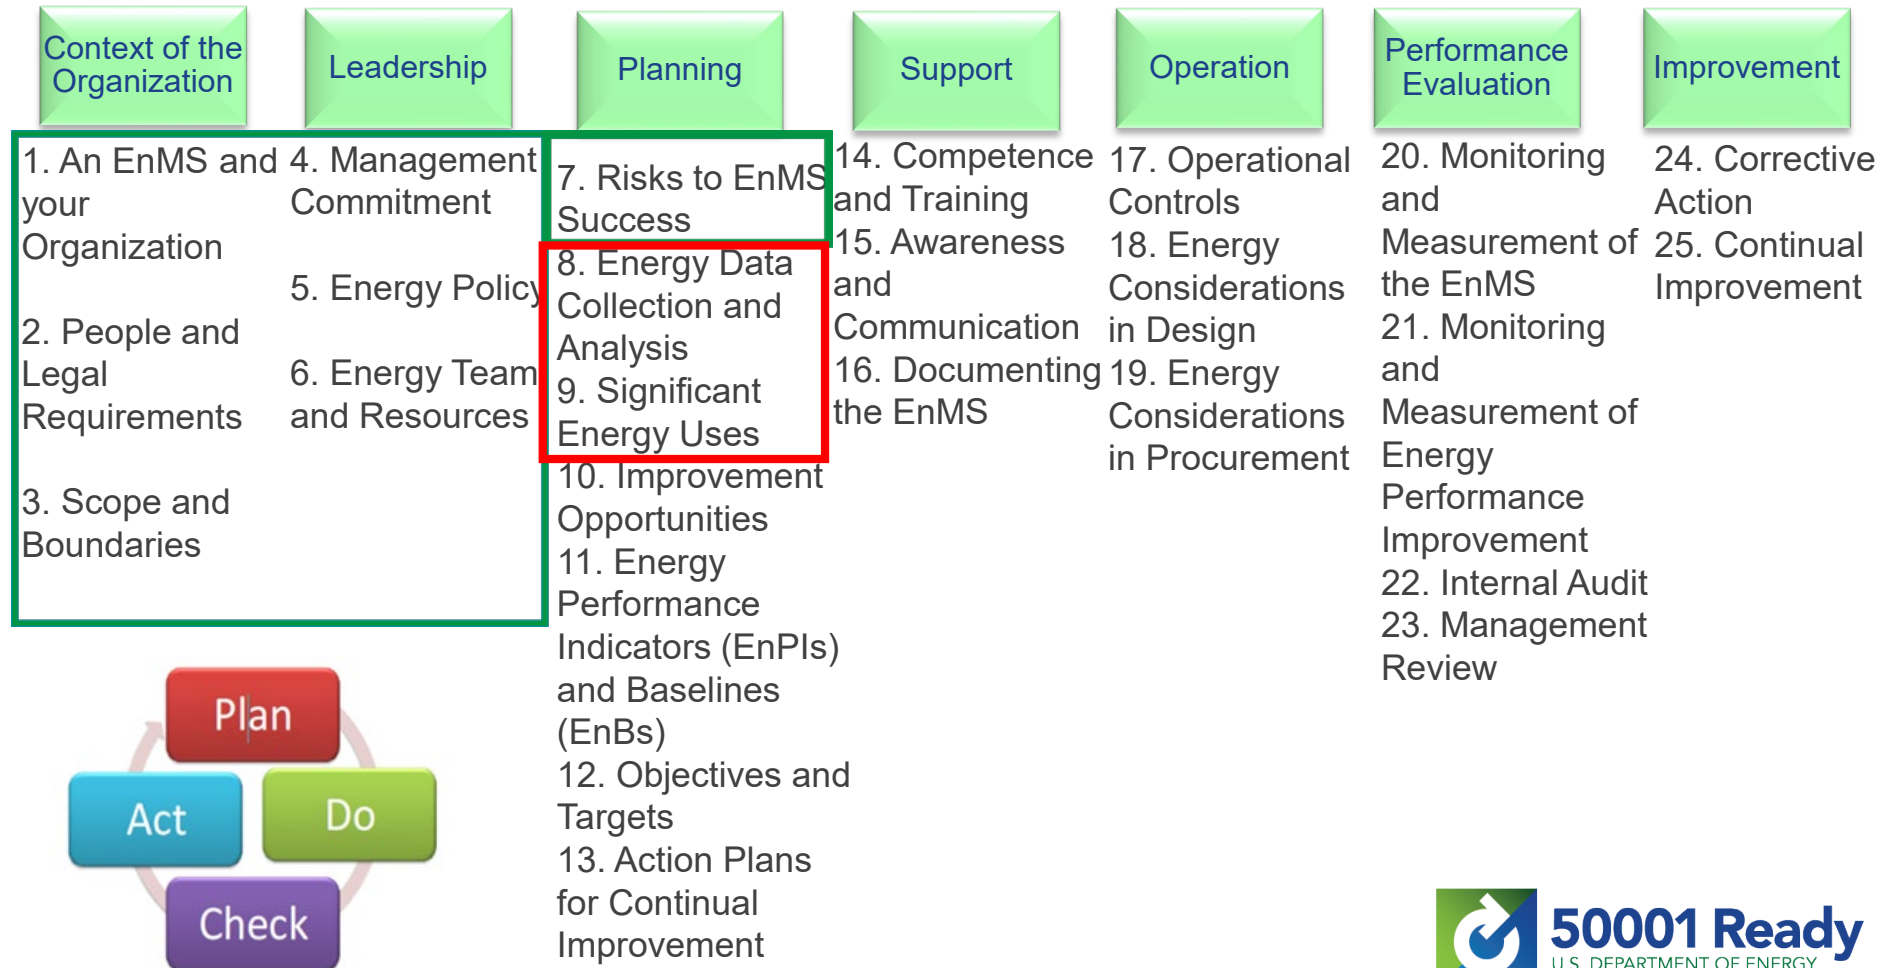 Context of the
Organization
Leadership
Planning
Support
Operation
Performance
Evaluation
Improvement
1. An EnMS and
your
Organization
2. People and
Legal
Requirements
3. Scope and
Boundaries
4. Management
Commitment
5. Energy Policy
6. Energy Team
and Resources
7. Risks to EnMS
Success
8. Energy Data
Collection and
Analysis
9. Significant
Energy Uses
10. Improvement
Opportunities
11. Energy
Performance
Indicators (EnPIs)
and Baselines
(EnBs)
12. Objectives and
Targets
13. Action Plans
for Continual
Improvement
14. Competence
and Training
15. Awareness
and
Communication
16. Documenting
the EnMS
17. Operational
Controls
18. Energy
Considerations
in Design
19. Energy
Considerations
in Procurement
20. Monitoring
and
Measurement of
the EnMS
21. Monitoring
and
Measurement of
Energy
Performance
Improvement
22. Internal Audit
23. Management
Review
24. Corrective
Action
25. Continual
Improvement
Plan
Act
Do
Check
50001 Ready
U.S. DEPARTMENT OF ENERGY